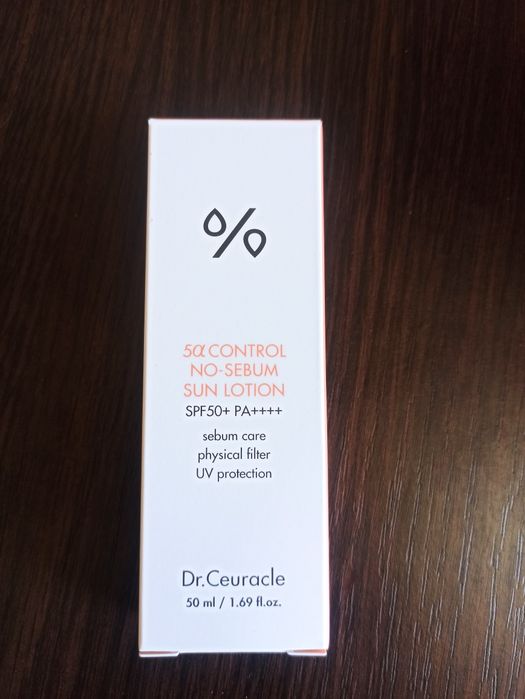 %
5α CONTROL
NO-SEBUM
SUN LOTION
SPF50+ PA++++
sebum care
physical filter
UV protection
Dr.Ceuracle
50 ml / 1.69 fl.oz.